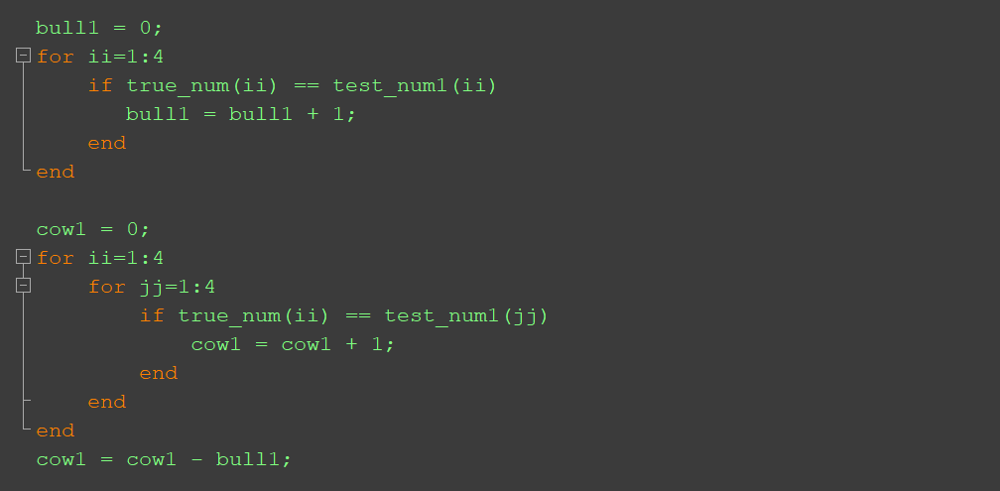 bull1 = 0;
for ii=1:4
    if true_num(ii) == test_num1(ii)
       bull1 = bull1 + 1;
    end
end

cow1 = 0;
for ii=1:4
    for jj=1:4
        if true_num(ii) == test_num1(jj)
            cow1 = cow1 + 1;
        end
    end
end
cow1 = cow1 - bull1;